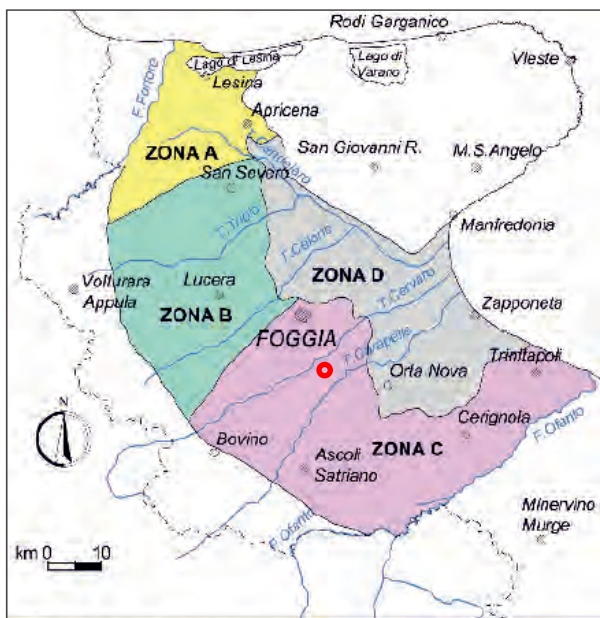 Rodi Garganico
Lago di Lesina
Lago di
Varano
Vieste
F.Fortore
Lesina
Apricena
T.Candelaro
San Giovanni R.
M.S.Angelo
ZONA A
San Severo
T.Triolo
T.Celone
Manfredonia
ZONA D
T.Cervaro
Volturara
Appula
Lucera
ZONA B
Zapponeta
FOGGIA
T.Carapelle
Orta Nova
Trinitapoli
N
Bovino
Cerignola
ZONA C
F.Ofanto
Ascoli
Satriano
F.Ofanto
Minervino
Murge
km 0 10